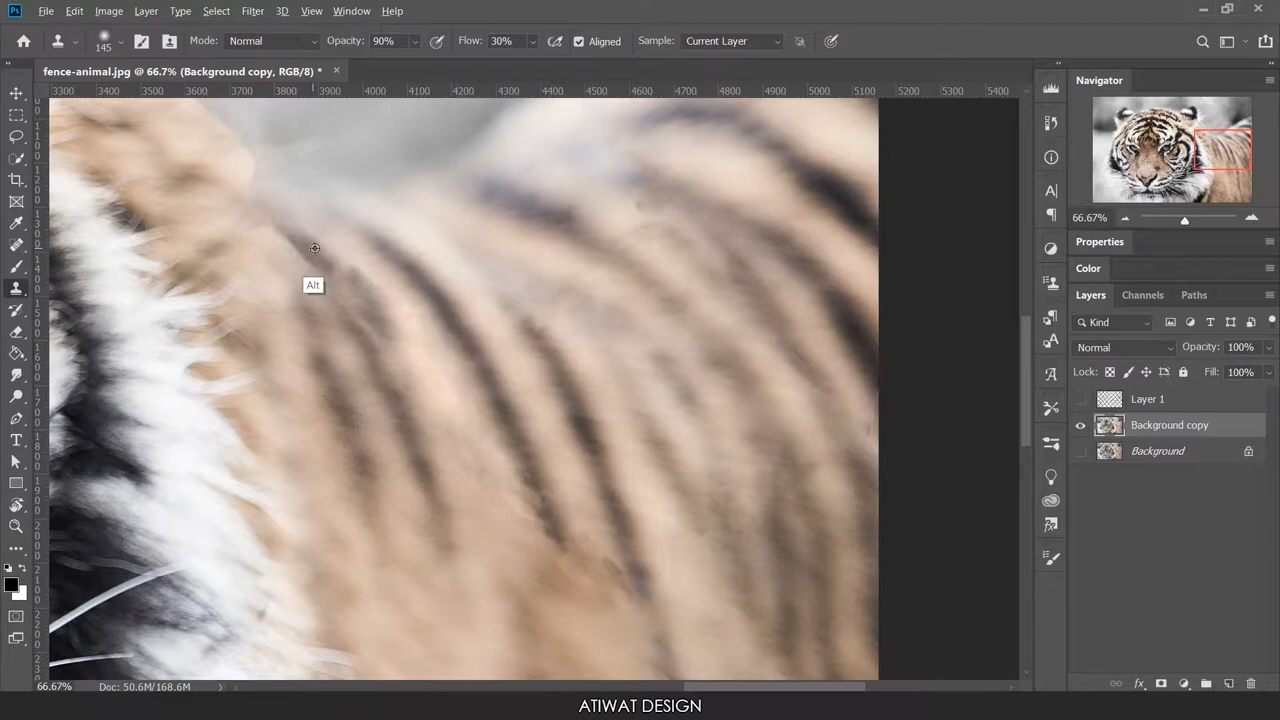 Ps File Edit Image Layer Type Select Filter 3D View Window Help
145 Mode: Normal Opacity: 90% Flow: 30% Aligned Sample: Current Layer
fence-animal.jpg @ 66.7% (Background copy, RGB/8) *
3300 3400 3500 3600 3700 3800 3900 4000 4100 4200 4300 4400 4500 4600 4700 4800 4900 5000 5100 5200 5300 5400
Alt
Navigator
66.67%
Properties
Color
Layers Channels Paths
Kind
Normal Opacity: 100%
Lock: Fill: 100%
Layer 1
Background copy
Background
66.67% Doc: 50.6M/168.6M
ATIWAT DESIGN